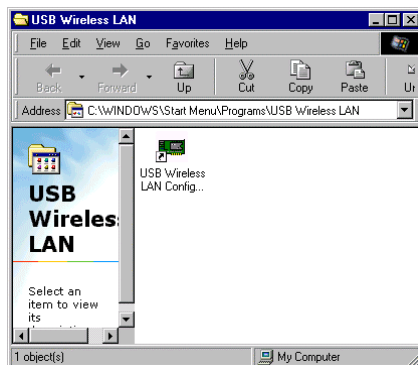 USB Wireless LAN
File Edit View Go Favorites Help
Back Forward Up Cut Copy Paste
Address C:\WINDOWS\Start Menu\Programs\USB Wireless LAN
USB
Wireless
LAN
Select an
item to view
its
USB Wireless
LAN Config...
1 object(s) My Computer